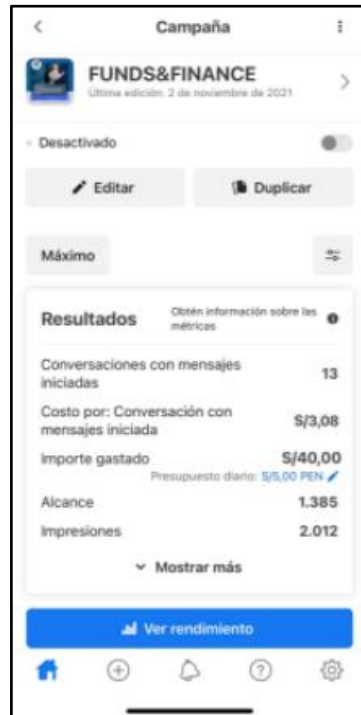 Campaña
FUNDS&FINANCE
Última edición: 2 de noviembre de 2021
Desactivado
Editar
Duplicar
Máximo
Resultados
Obtén información sobre las
métricas
Conversaciones con mensajes
iniciadas
13
Costo por: Conversación con
mensajes iniciada
S/3,08
Importe gastado
S/40,00
Presupuesto diario: S/5,00 PEN
Alcance
1.385
Impresiones
2.012
Mostrar más
Ver rendimiento